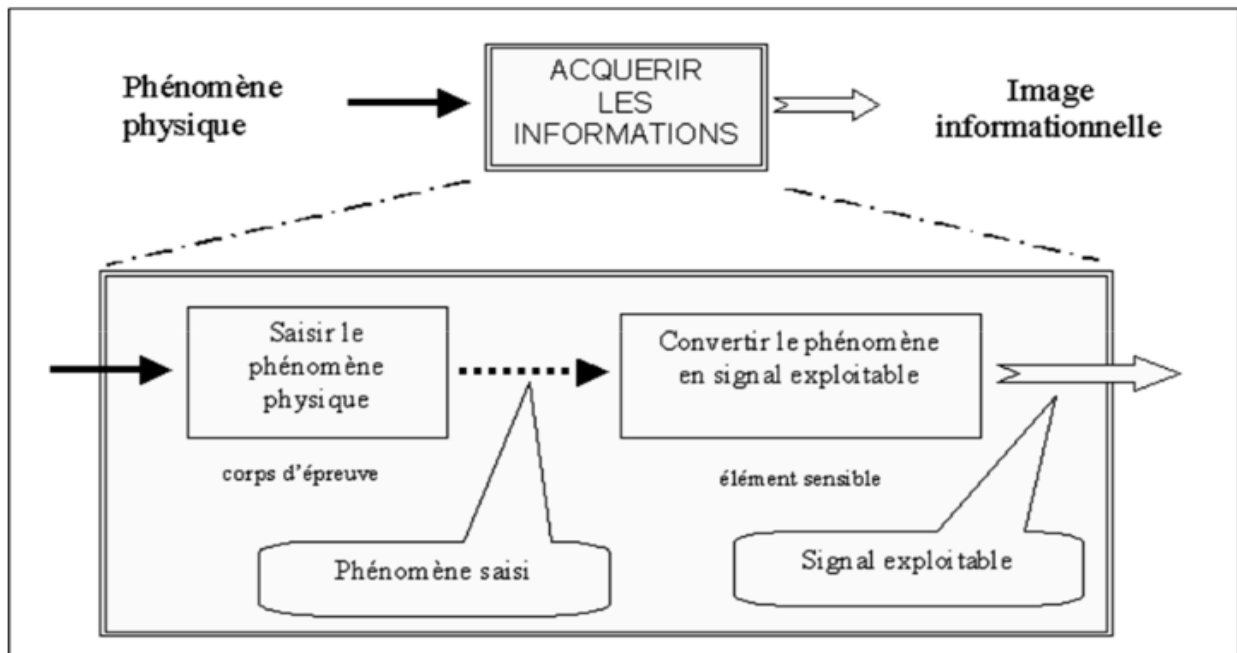 Phénomène
physique
ACQUERIR
LES
INFORMATIONS
Image
informationnelle
Saisir le
phénomène
physique
Convertir le phénomène
en signal exploitable
corps d'épreuve
élément sensible
Phénomène saisi
Signal exploitable